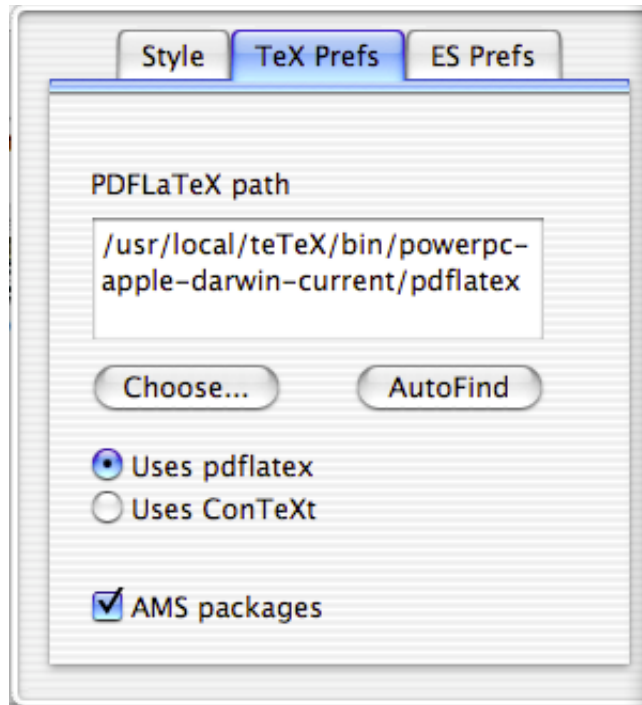 Style TeX Prefs ES Prefs
PDFLaTeX path
/usr/local/teTeX/bin/powerpc-
apple-darwin-current/pdflatex
Choose... AutoFind
Uses pdflatex
Uses ConTeXt
AMS packages